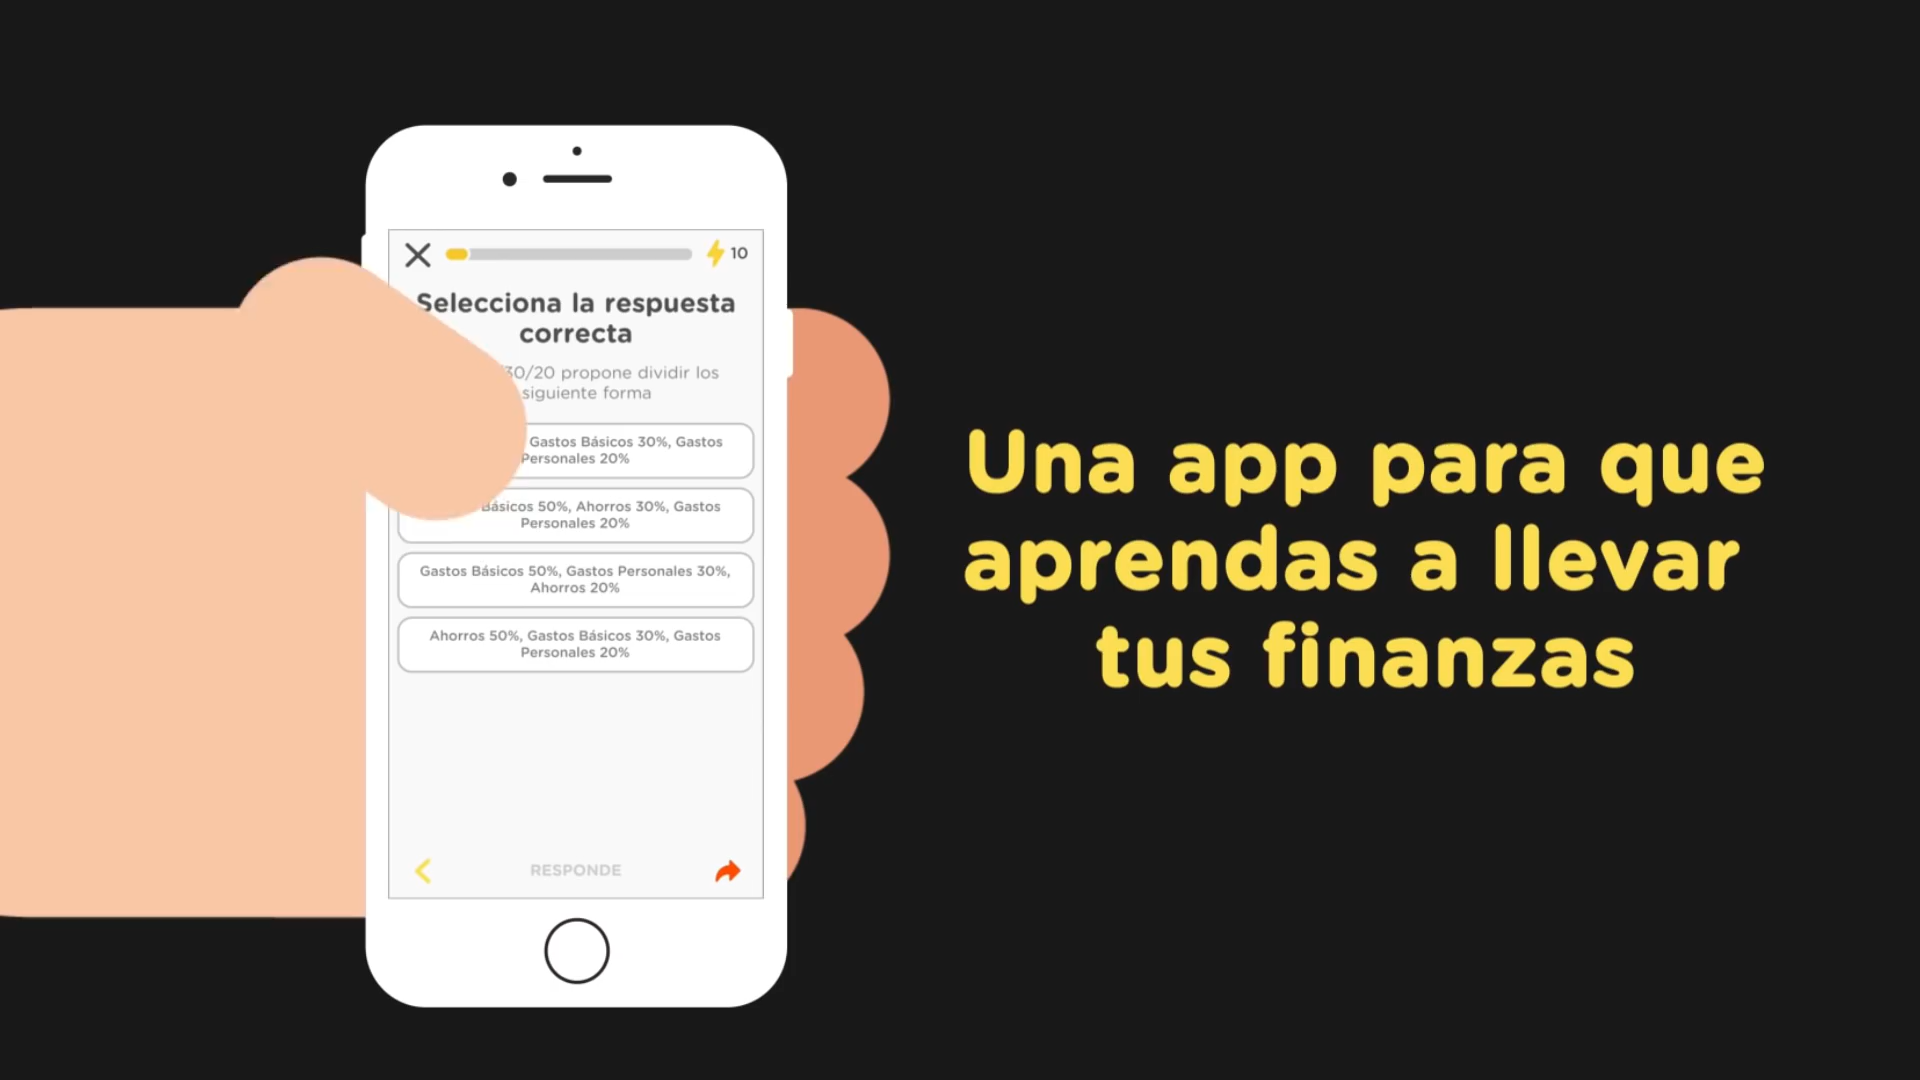 10
Selecciona la respuesta
correcta
30/20 propone dividir los
siguiente forma
Gastos Básicos 30%, Gastos
Personales 20%
Básicos 50%, Ahorros 30%, Gastos
Personales 20%
Gastos Básicos 50%, Gastos Personales 30%,
Ahorros 20%
Ahorros 50%, Gastos Básicos 30%, Gastos
Personales 20%
RESPONDE
Una app para que
aprendas a llevar
tus finanzas